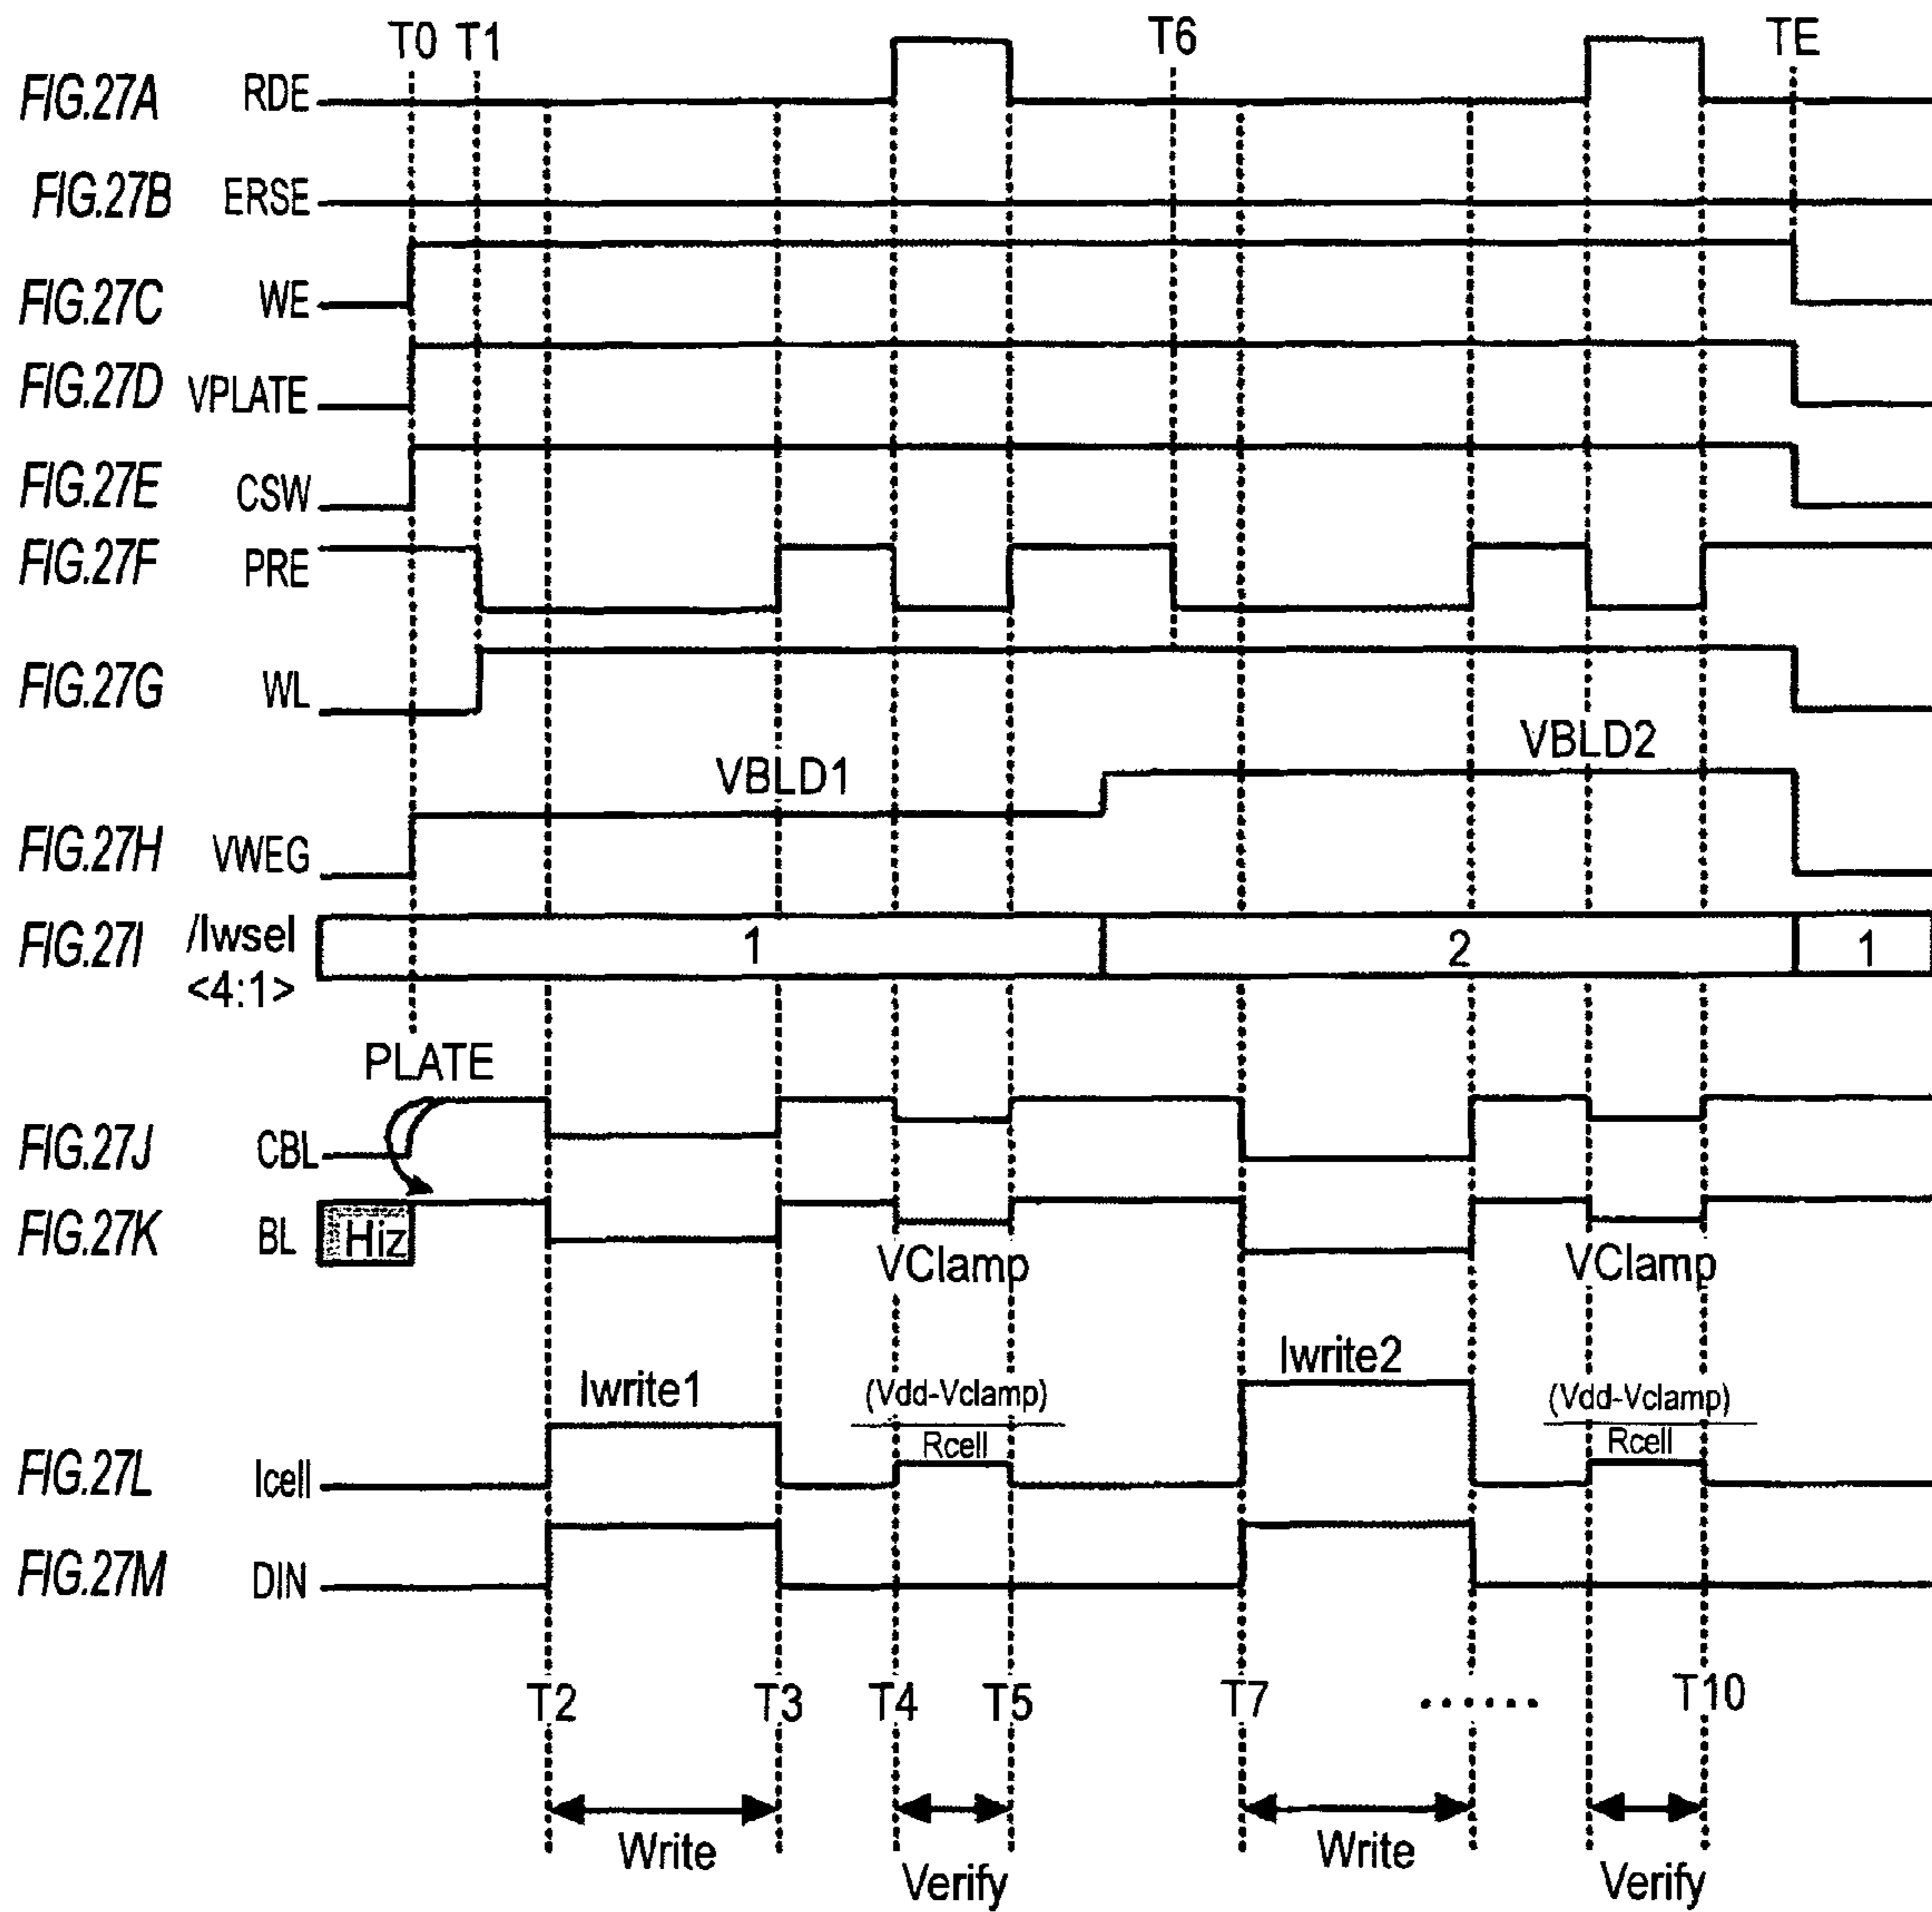 T0 T1 T6 TE
FIG.27A RDE
FIG.27B ERSE
FIG.27C WE
FIG.27D VPLATE
FIG.27E CSW
FIG.27F PRE
FIG.27G WL
VBLD1 VBLD2
FIG.27H VWEG
FIG.27I /Iwsel 1 2 1
<4:1>
PLATE
FIG.27J CBL
FIG.27K BL Hiz
VClamp VClamp
Iwrite1 (Vdd-Vclamp) Iwrite2 (Vdd-Vclamp)
Rcell Rcell
FIG.27L Icell
FIG.27M DIN
T2 T3 T4 T5 T7 ...... T10
Write Write
Verify Verify